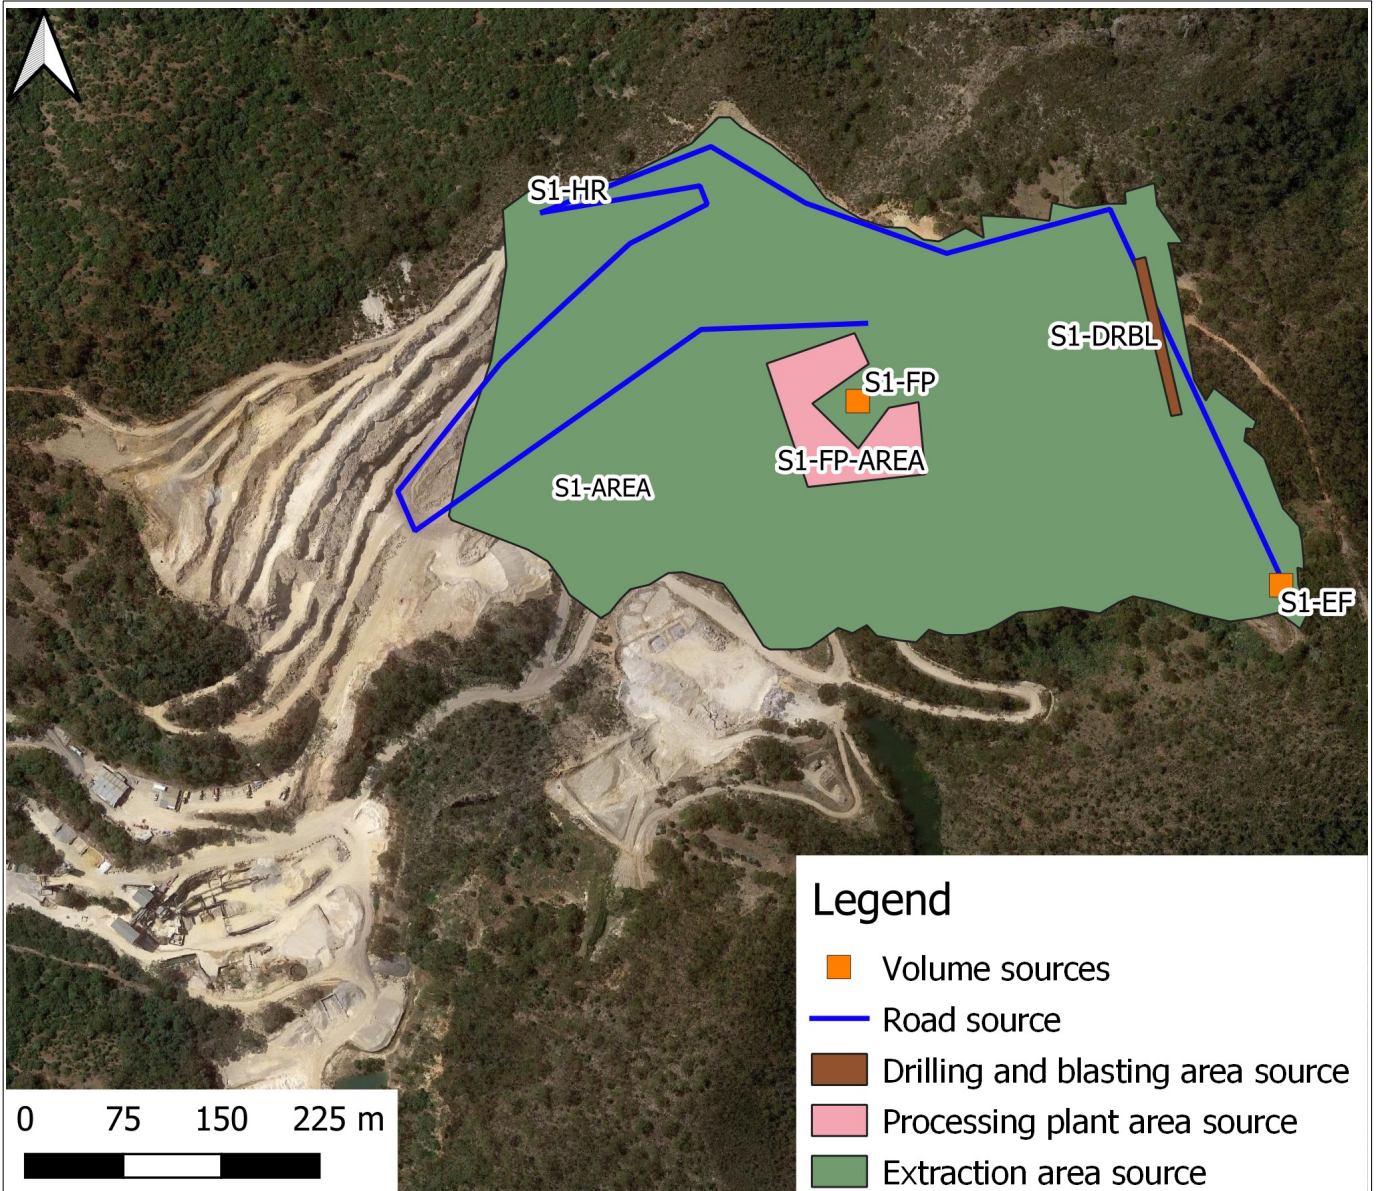 S1-HR
S1-DRBL
S1-FP
S1-FP-AREA
S1-AREA
S1-EF
Legend
Volume sources
Road source
Drilling and blasting area source
Processing plant area source
Extraction area source
0 75 150 225 m